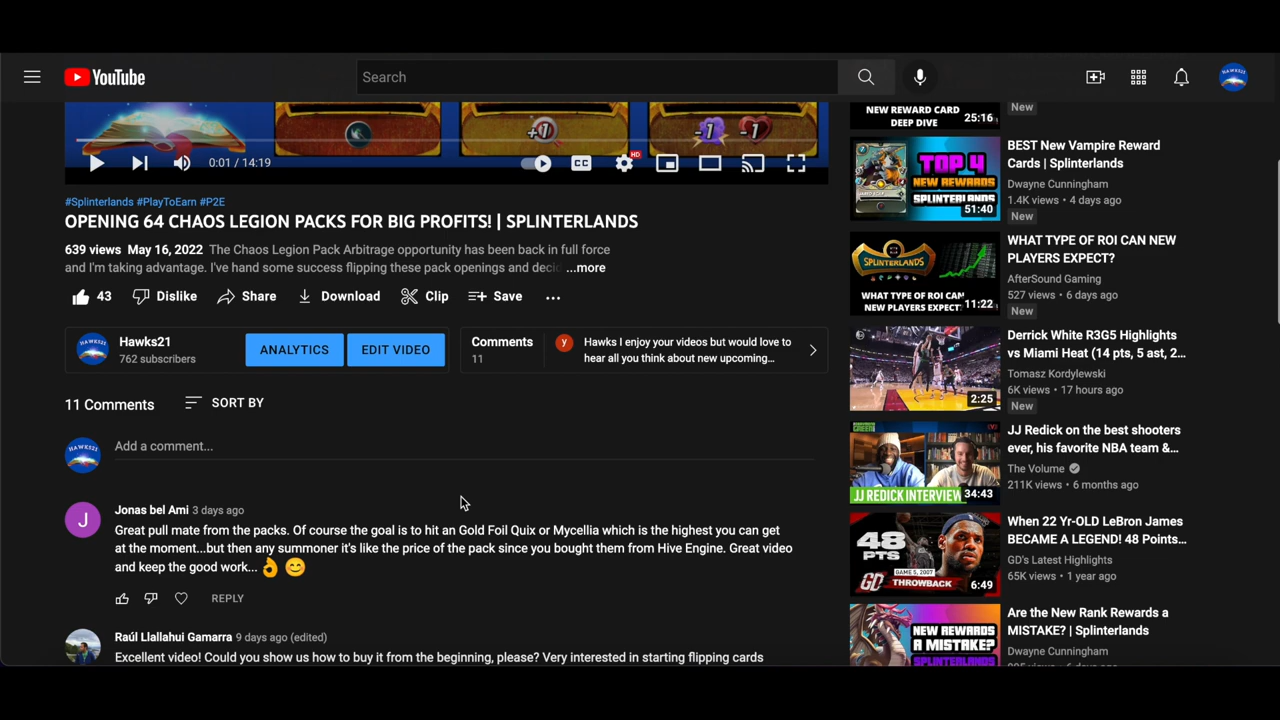 YouTube
Search
HAWKS21
+1
-1
-1
0:01 / 14:19
CC
HD
#Splinterlands #PlayToEarn #P2E
OPENING 64 CHAOS LEGION PACKS FOR BIG PROFITS! | SPLINTERLANDS
639 views May 16, 2022 The Chaos Legion Pack Arbitrage opportunity has been back in full force
and I'm taking advantage. I've hand some success flipping these pack openings and decid ...more
43 Dislike Share Download Clip Save ...
Hawks21
762 subscribers
ANALYTICS
EDIT VIDEO
Comments
11
y
Hawks I enjoy your videos but would love to
hear all you think about new upcoming...
11 Comments SORT BY
HAWKS21
Add a comment...
J
Jonas bel Ami 3 days ago
Great pull mate from the packs. Of course the goal is to hit an Gold Foil Quix or Mycellia which is the highest you can get
at the moment...but then any summoner it's like the price of the pack since you bought them from Hive Engine. Great video
and keep the good work... 👌 😊
REPLY
Raúl Llallahui Gamarra 9 days ago (edited)
Excellent video! Could you show us how to buy it from the beginning, please? Very interested in starting flipping cards
NEW REWARD CARD
DEEP DIVE
25:16
New
TOP 4
NEW REWARDS
SPLINTERLANDS
51:40
BEST New Vampire Reward
Cards | Splinterlands
Dwayne Cunningham
1.4K views • 4 days ago
New
SPLINTERLANDS
WHAT TYPE OF ROI CAN
NEW PLAYERS EXPECT?
11:22
WHAT TYPE OF ROI CAN NEW
PLAYERS EXPECT?
AfterSound Gaming
527 views • 6 days ago
New
2:25
Derrick White R3G5 Highlights
vs Miami Heat (14 pts, 5 ast, 2...
Tomasz Kordylewski
6K views • 17 hours ago
New
JJ REDICK INTERVIEW
34:43
JJ Redick on the best shooters
ever, his favorite NBA team &...
The Volume
211K views • 6 months ago
48
PTS
GAME 5, 2007
GD THROWBACK
6:49
When 22 Yr-OLD LeBron James
BECAME A LEGEND! 48 Points...
GD's Latest Highlights
65K views • 1 year ago
NEW REWARDS
A MISTAKE?
SPLINTERLANDS
Are the New Rank Rewards a
MISTAKE? | Splinterlands
Dwayne Cunningham